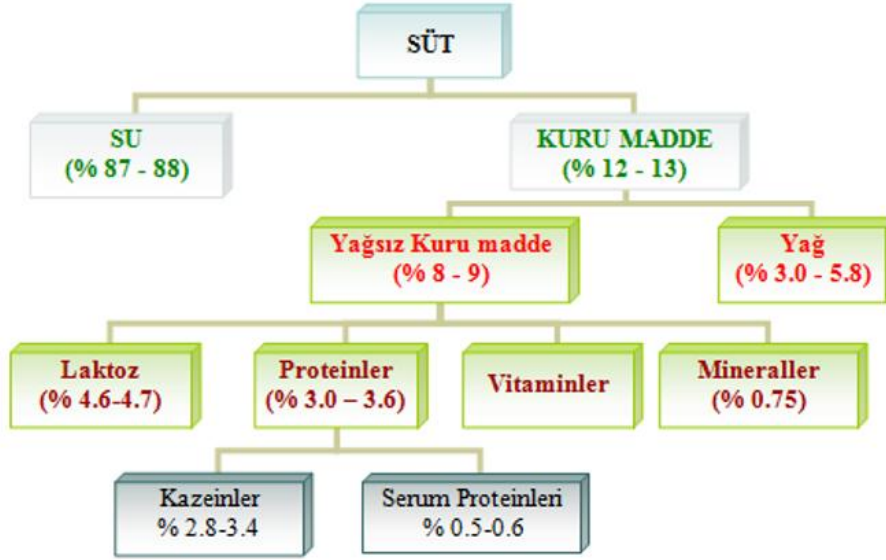 SÜT
SU
(% 87 - 88)
KURU MADDE
(% 12 - 13)
Yağsız Kuru madde
(% 8 - 9)
Yağ
(% 3.0 - 5.8)
Laktoz
(% 4.6-4.7)
Proteinler
(% 3.0 – 3.6)
Vitaminler
Mineraller
(% 0.75)
Kazeinler
% 2.8-3.4
Serum Proteinleri
% 0.5-0.6